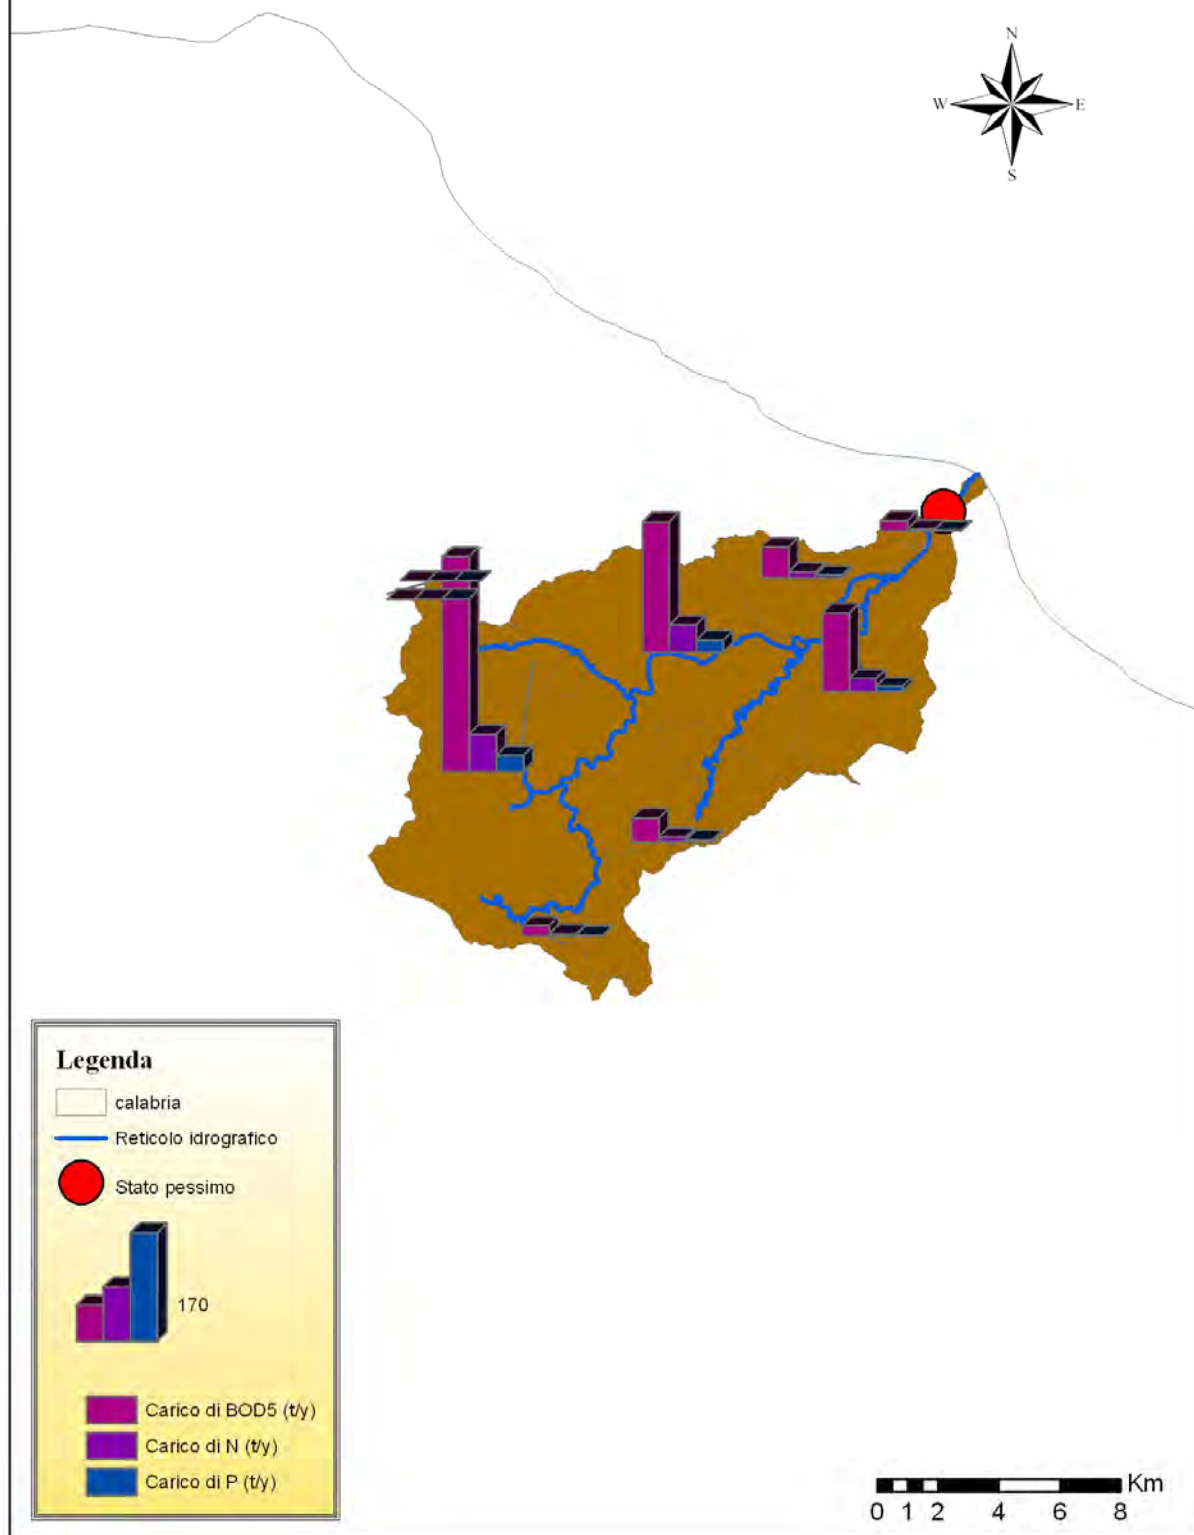 N
W E
S
Legenda
calabria
Reticolo idrografico
Stato pessimo
170
Carico di BOD5 (t/y)
Carico di N (t/y)
Carico di P (t/y)
Km
0 1 2 4 6 8